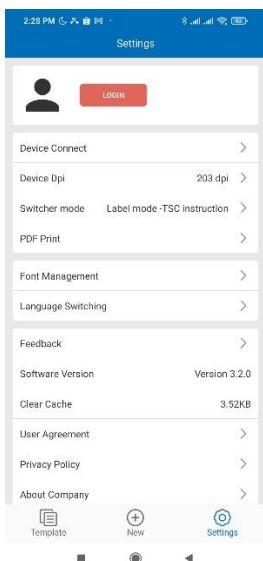 2:28 PM
Settings
LOGIN
Device Connect
Device Dpi 203 dpi
Switcher mode Label mode -TSC instruction
PDF Print
Font Management
Language Switching
Feedback
Software Version Version 3.2.0
Clear Cache 3.52KB
User Agreement
Privacy Policy
About Company
Template New Settings